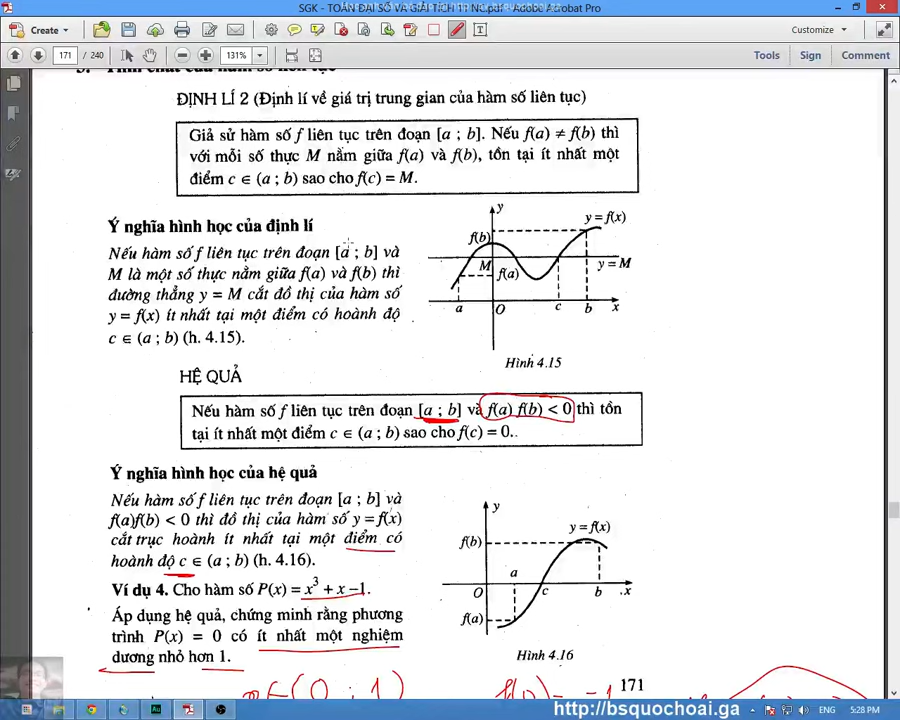 SGK - TOAN ĐẠI SỐ VÀ GIẢI TÍCH 11 Nc.pdf - Adobe Acrobat Pro
Create
Customize
171 / 240
131%
Tools
Sign
Comment
ĐỊNH LÍ 2 (Định lí về giá trị trung gian của hàm số liên tục)
Giả sử hàm số f liên tục trên đoạn [a ; b]. Nếu f(a) ≠ f(b) thì
với mỗi số thực M nằm giữa f(a) và f(b), tồn tại ít nhất một
điểm c ∈ (a ; b) sao cho f(c) = M.
Ý nghĩa hình học của định lí
Nếu hàm số f liên tục trên đoạn [a ; b] và
M là một số thực nằm giữa f(a) và f(b) thì
đường thẳng y = M cắt đồ thị của hàm số
y = f(x) ít nhất tại một điểm có hoành độ
c ∈ (a ; b) (h. 4.15).
y
y = f(x)
f(b)
M
f(a)
y = M
a
O
c
b
x
Hình 4.15
HỆ QUẢ
Nếu hàm số f liên tục trên đoạn [a ; b] và f(a) f(b) < 0 thì tồn
tại ít nhất một điểm c ∈ (a ; b) sao cho f(c) = 0.
Ý nghĩa hình học của hệ quả
Nếu hàm số f liên tục trên đoạn [a ; b] và
f(a)f(b) < 0 thì đồ thị của hàm số y = f(x)
cắt trục hoành ít nhất tại một điểm có
hoành độ c ∈ (a ; b) (h. 4.16).
Ví dụ 4. Cho hàm số P(x) = x³ + x – 1.
Áp dụng hệ quả, chứng minh rằng phương
trình P(x) = 0 có ít nhất một nghiệm
dương nhỏ hơn 1.
y
y = f(x)
f(b)
a
O
c
b
x
f(a)
Hình 4.16
171
http://bsquochoai.ga
ENG
5:28 PM